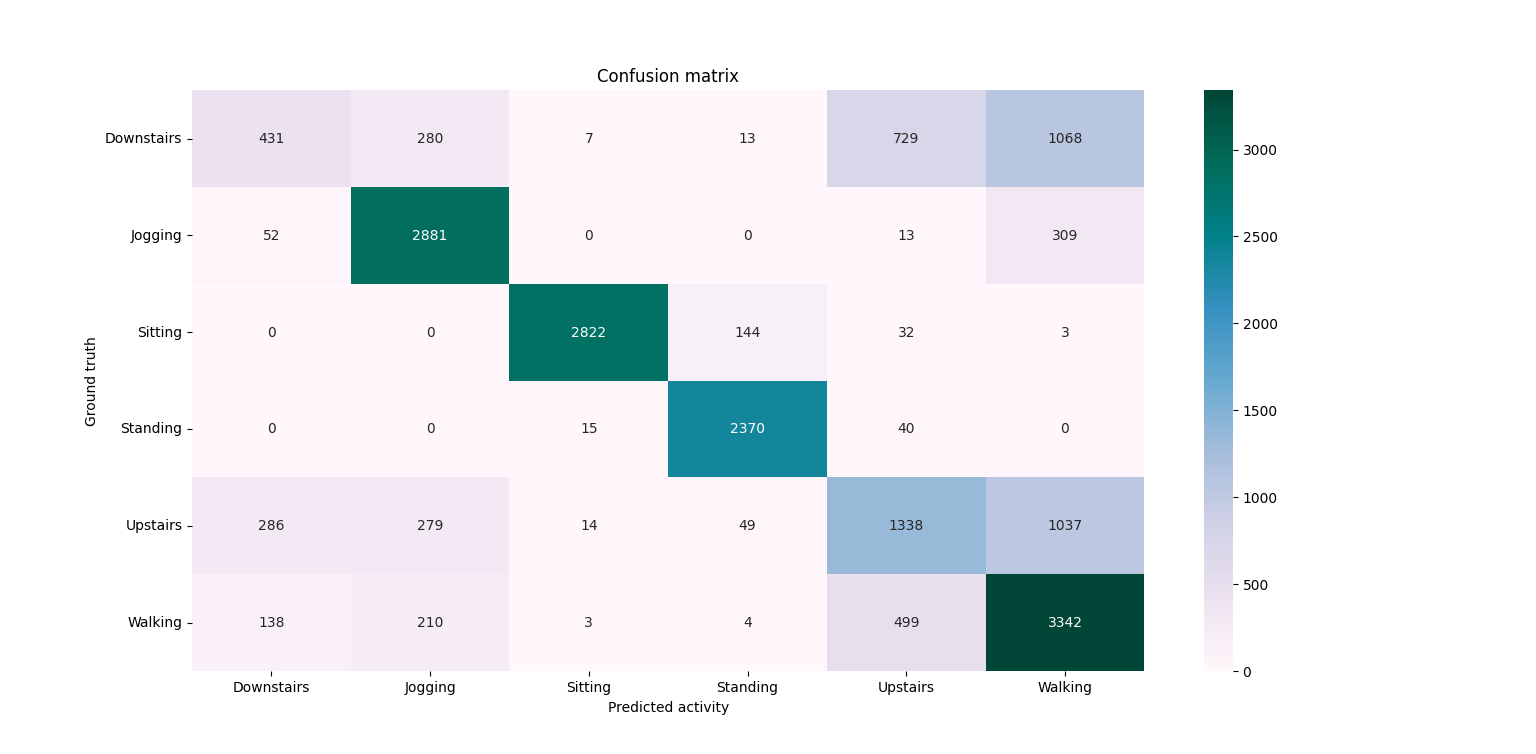 Confusion matrix
Downstairs 431 280 7 13 729 1068
Jogging 52 2881 0 0 13 309
Sitting 0 0 2822 144 32 3
Standing 0 0 15 2370 40 0
Upstairs 286 279 14 49 1338 1037
Walking 138 210 3 4 499 3342
Downstairs Jogging Sitting Standing Upstairs Walking
Predicted activity
Ground truth
3000
2500
2000
1500
1000
500
0